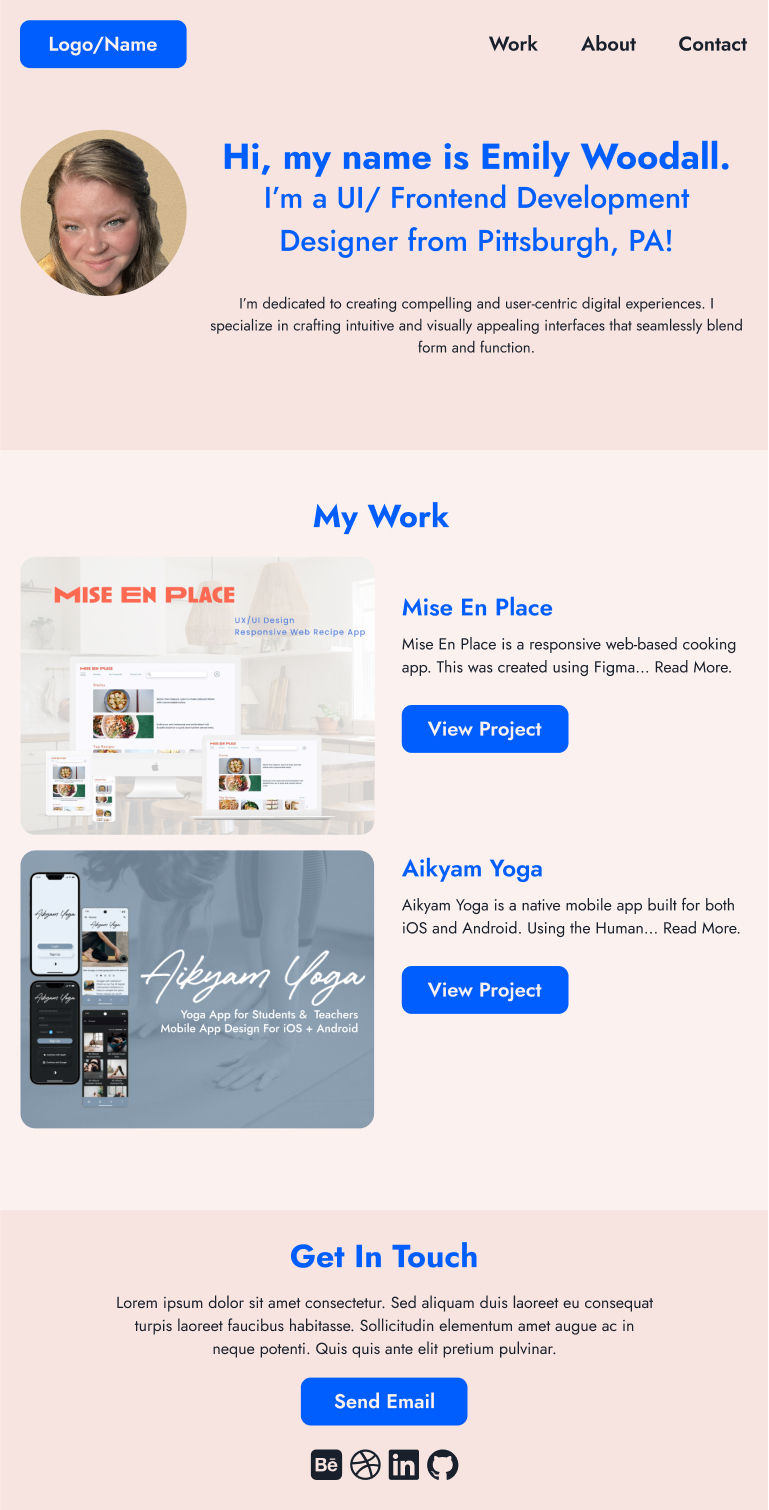 Logo/Name
Work
About
Contact
Hi, my name is Emily Woodall.
I’m a UI/ Frontend Development
Designer from Pittsburgh, PA!
I’m dedicated to creating compelling and user-centric digital experiences. I
specialize in crafting intuitive and visually appealing interfaces that seamlessly blend
form and function.
My Work
MISE EN PLACE
UX/UI Design
Responsive Web Recipe App
Mise En Place
Mise En Place is a responsive web-based cooking
app. This was created using Figma... Read More.
View Project
Aikyam Yoga
Yoga App for Students & Teachers
Mobile App Design For iOS + Android
Aikyam Yoga
Aikyam Yoga is a native mobile app built for both
iOS and Android. Using the Human... Read More.
View Project
Get In Touch
Lorem ipsum dolor sit amet consectetur. Sed aliquam duis laoreet eu consequat
turpis laoreet faucibus habitasse. Sollicitudin elementum amet augue ac in
neque potenti. Quis quis ante elit pretium pulvinar.
Send Email
Bē
in